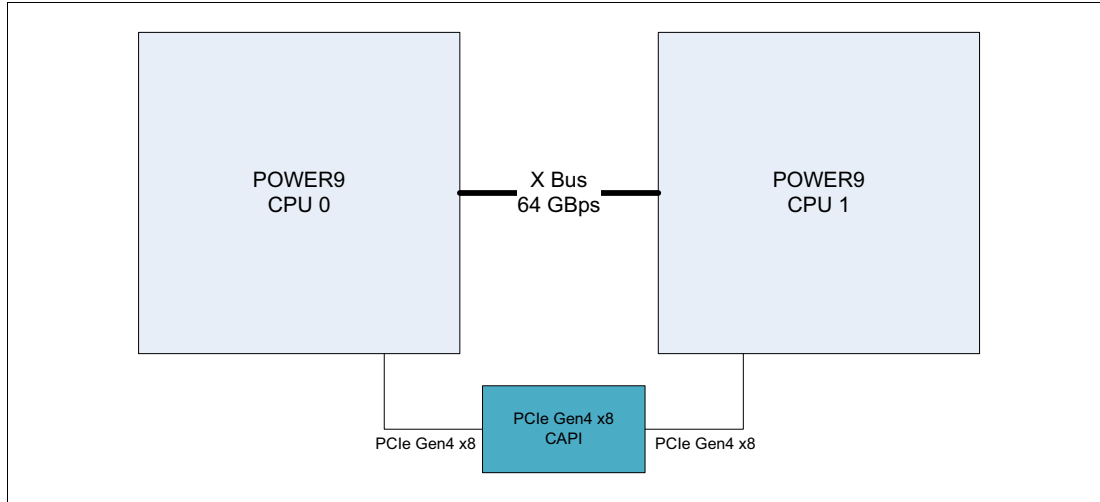 POWER9
CPU 0
X Bus
64 GBps
POWER9
CPU 1
PCIe Gen4 x8
PCIe Gen4 x8
CAPI
PCIe Gen4 x8